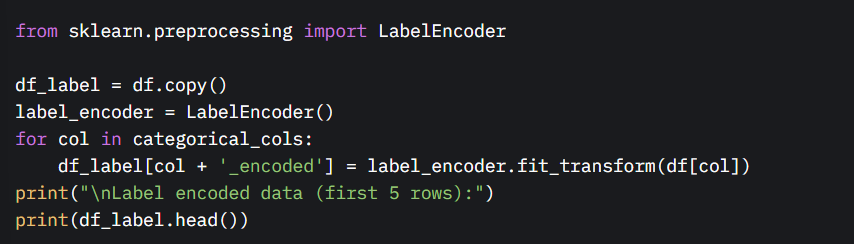 from sklearn.preprocessing import LabelEncoder

df_label = df.copy()
label_encoder = LabelEncoder()
for col in categorical_cols:
    df_label[col + '_encoded'] = label_encoder.fit_transform(df[col])
print("\nLabel encoded data (first 5 rows):")
print(df_label.head())